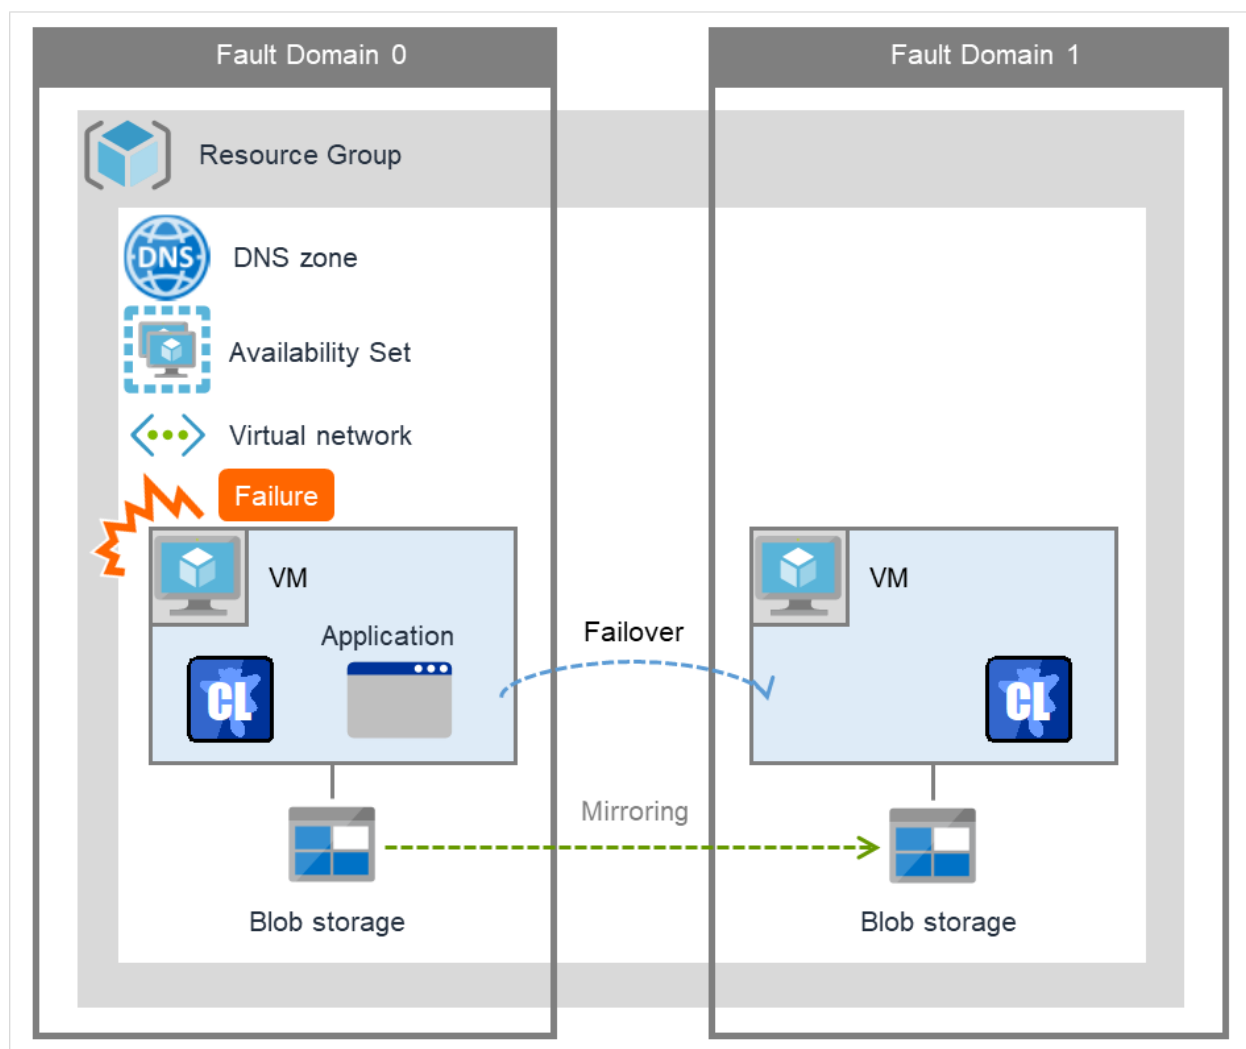 Fault Domain 0
Fault Domain 1
Resource Group
DNS
DNS zone
Availability Set
Virtual network
Failure
VM
Application
CL
Failover
VM
CL
Mirroring
Blob storage
Blob storage